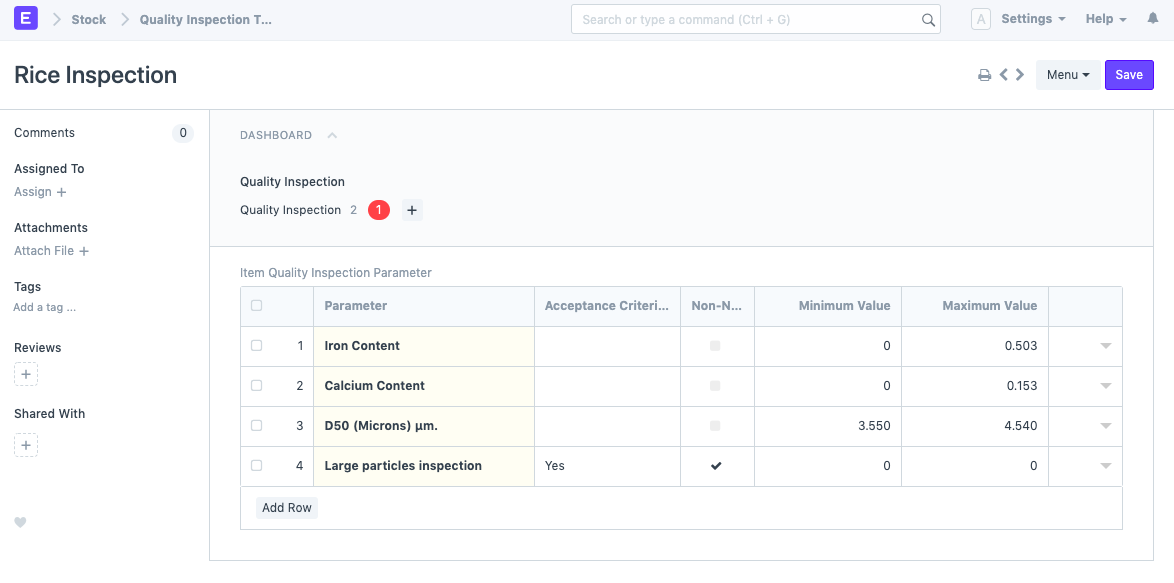 E Stock Quality Inspection T... Search or type a command (Ctrl + G) A Settings Help
Rice Inspection Menu Save
Comments 0
Assigned To
Assign +
Attachments
Attach File +
Tags
Add a tag ...
Reviews
+
Shared With
+
DASHBOARD
Quality Inspection
Quality Inspection 2 1 +
Item Quality Inspection Parameter
Parameter Acceptance Criteri... Non-N... Minimum Value Maximum Value
1 Iron Content 0 0.503
2 Calcium Content 0 0.153
3 D50 (Microns) μm. 3.550 4.540
4 Large particles inspection Yes 0 0
Add Row